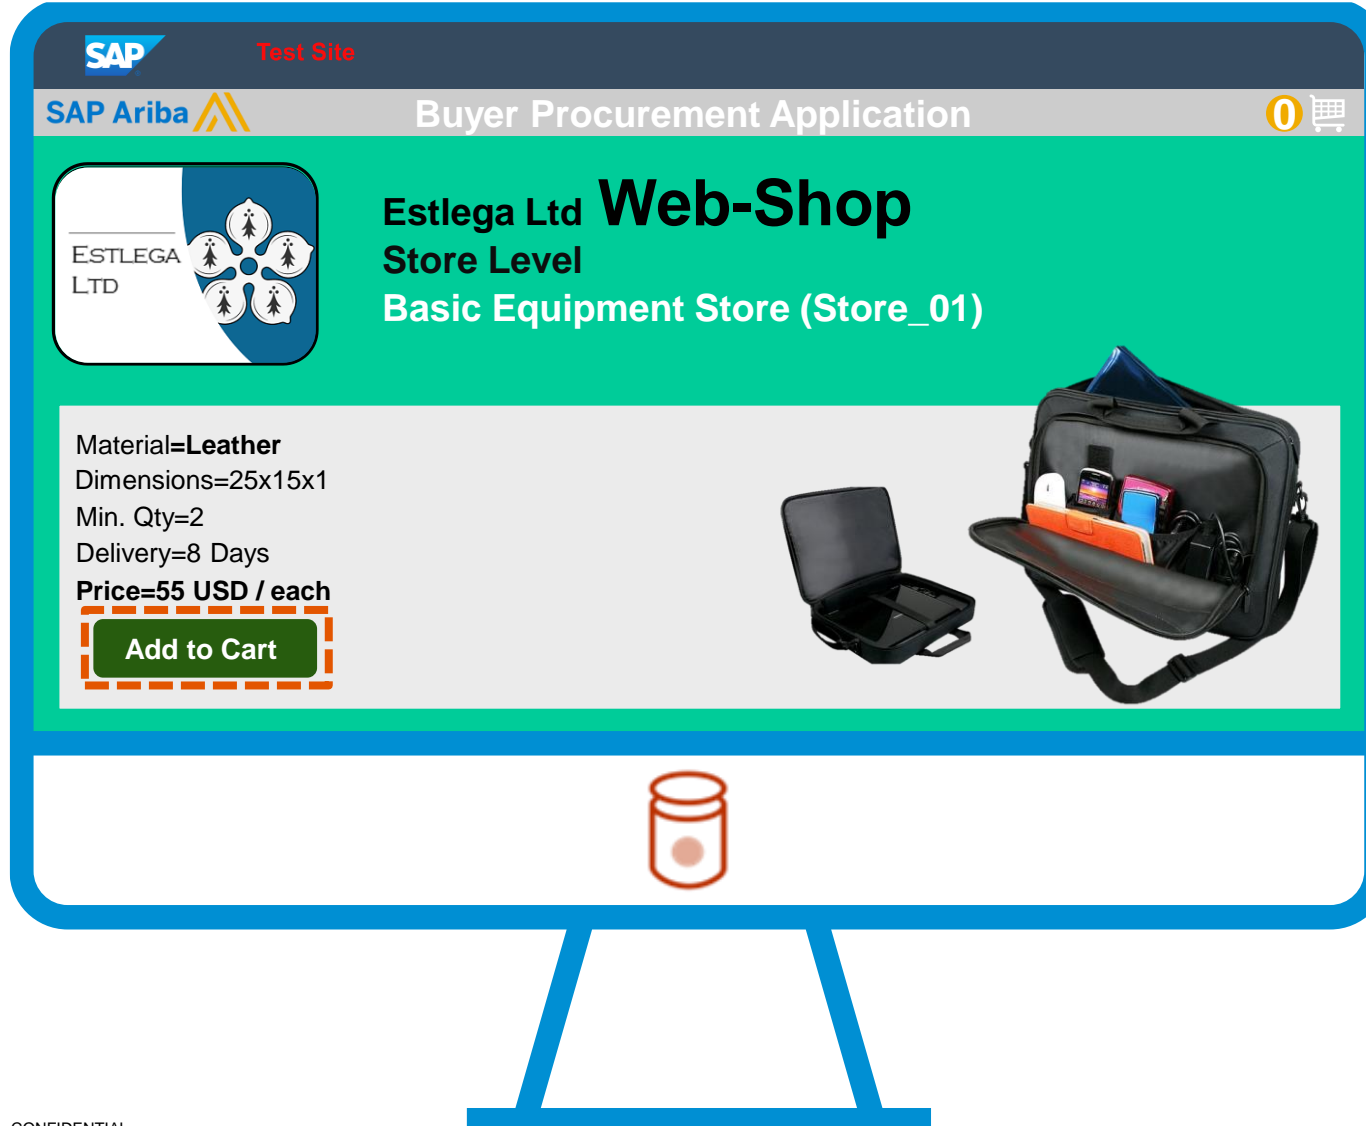 SAP
Test Site
SAP Ariba
Buyer Procurement Application
0
ESTLEGA
LTD
Estlega Ltd Web-Shop
Store Level
Basic Equipment Store (Store_01)
Material=Leather
Dimensions=25x15x1
Min. Qty=2
Delivery=8 Days
Price=55 USD / each
Add to Cart
CONFIDENTIAL